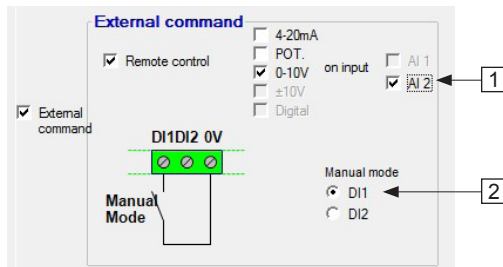 External command
4-20mA
POT.
Remote control
0-10V
on input
AI 1
AI 2
±10V
Digital
1
External
command
DI1DI2 0V
Manual
Mode
Manual mode
DI1
DI2
2